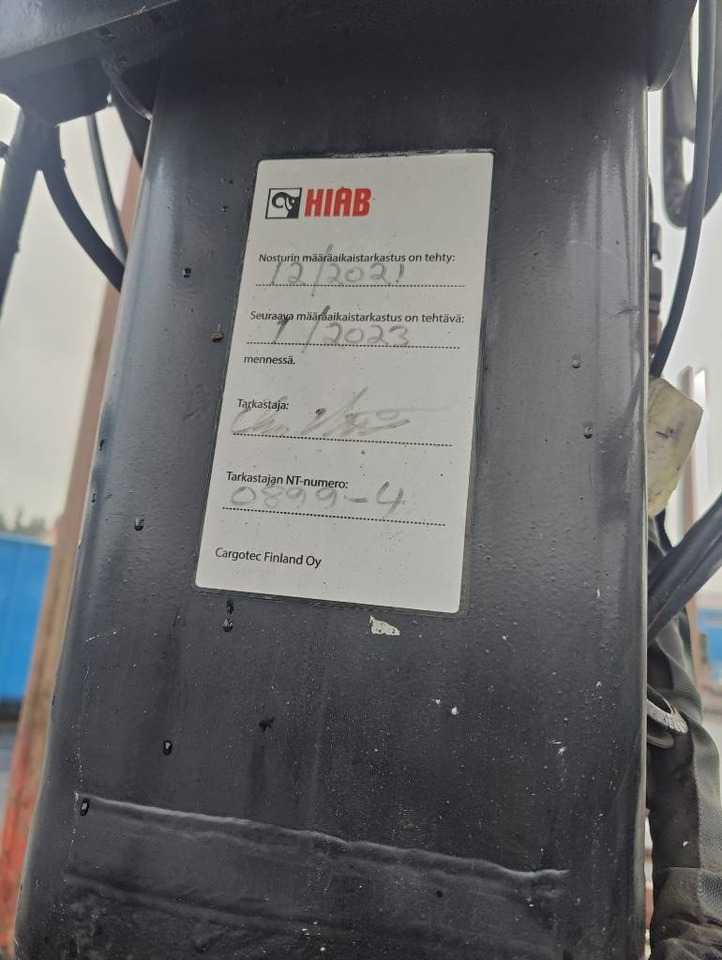 HIAB
Nosturin määräaikaistarkastus on tehty:
12/2021
Seuraava määräaikaistarkastus on tehtävä:
1/2023
mennessä.
Tarkastaja:
Tarkastajan NT-numero:
0899-4
Cargotec Finland Oy